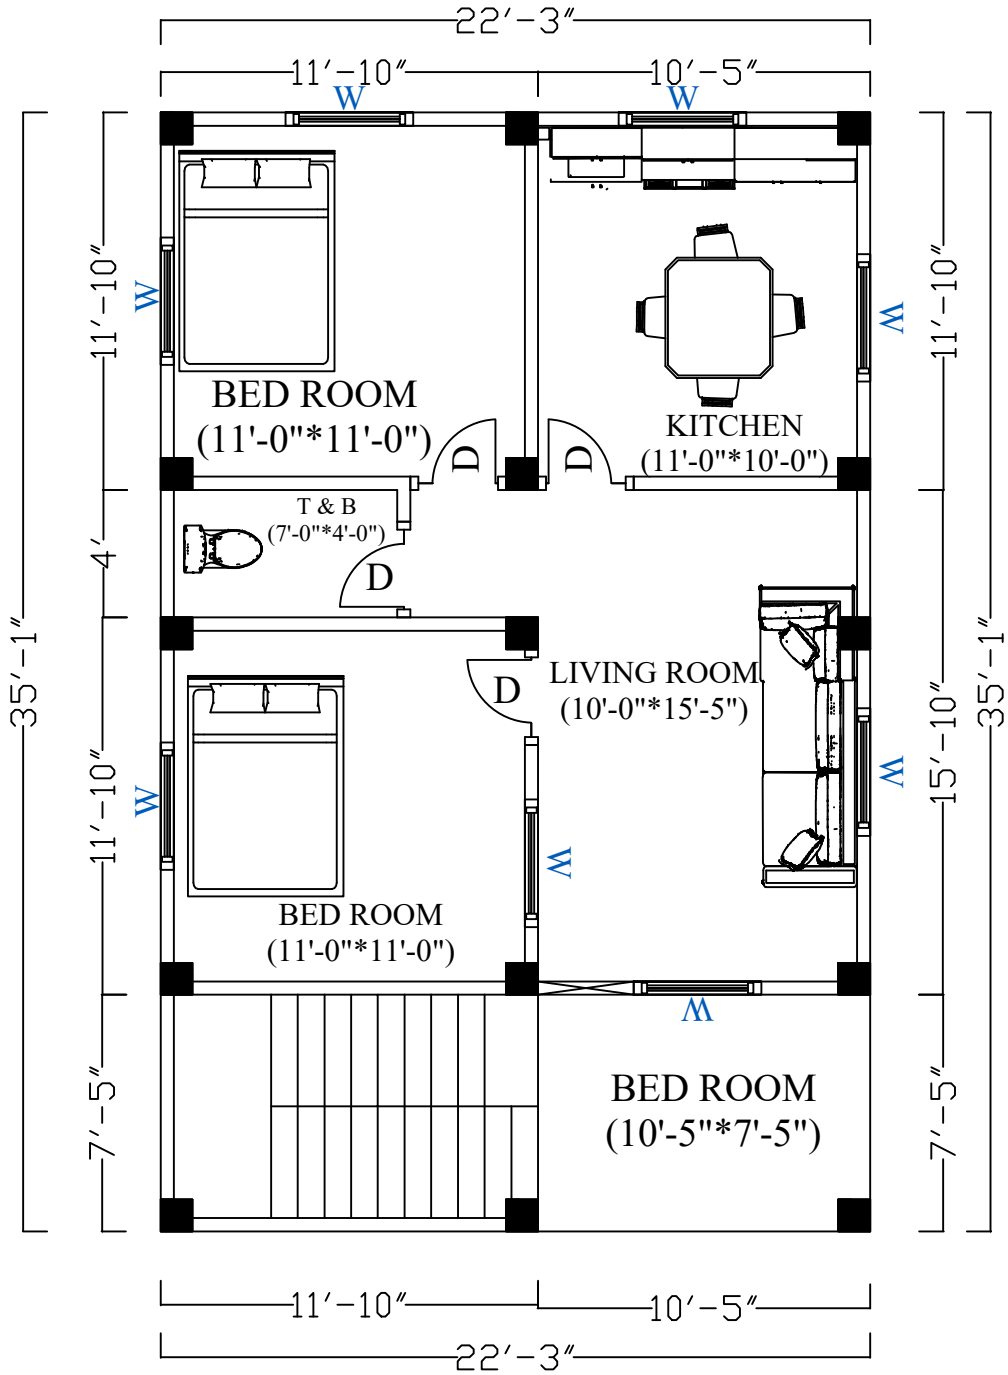 22'-3"
11'-10"
10'-5"
W
W
11'-10"
W
W
11'-10"
BED ROOM
(11'-0"*11'-0")
KITCHEN
(11'-0"*10'-0")
D
D
T & B
(7'-0"*4'-0")
4'
D
35'-1"
35'-1"
LIVING ROOM
(10'-0"*15'-5")
D
11'-10"
W
W
15'-10"
W
BED ROOM
(11'-0"*11'-0")
W
7'-5"
BED ROOM
(10'-5"*7'-5")
7'-5"
11'-10"
10'-5"
22'-3"